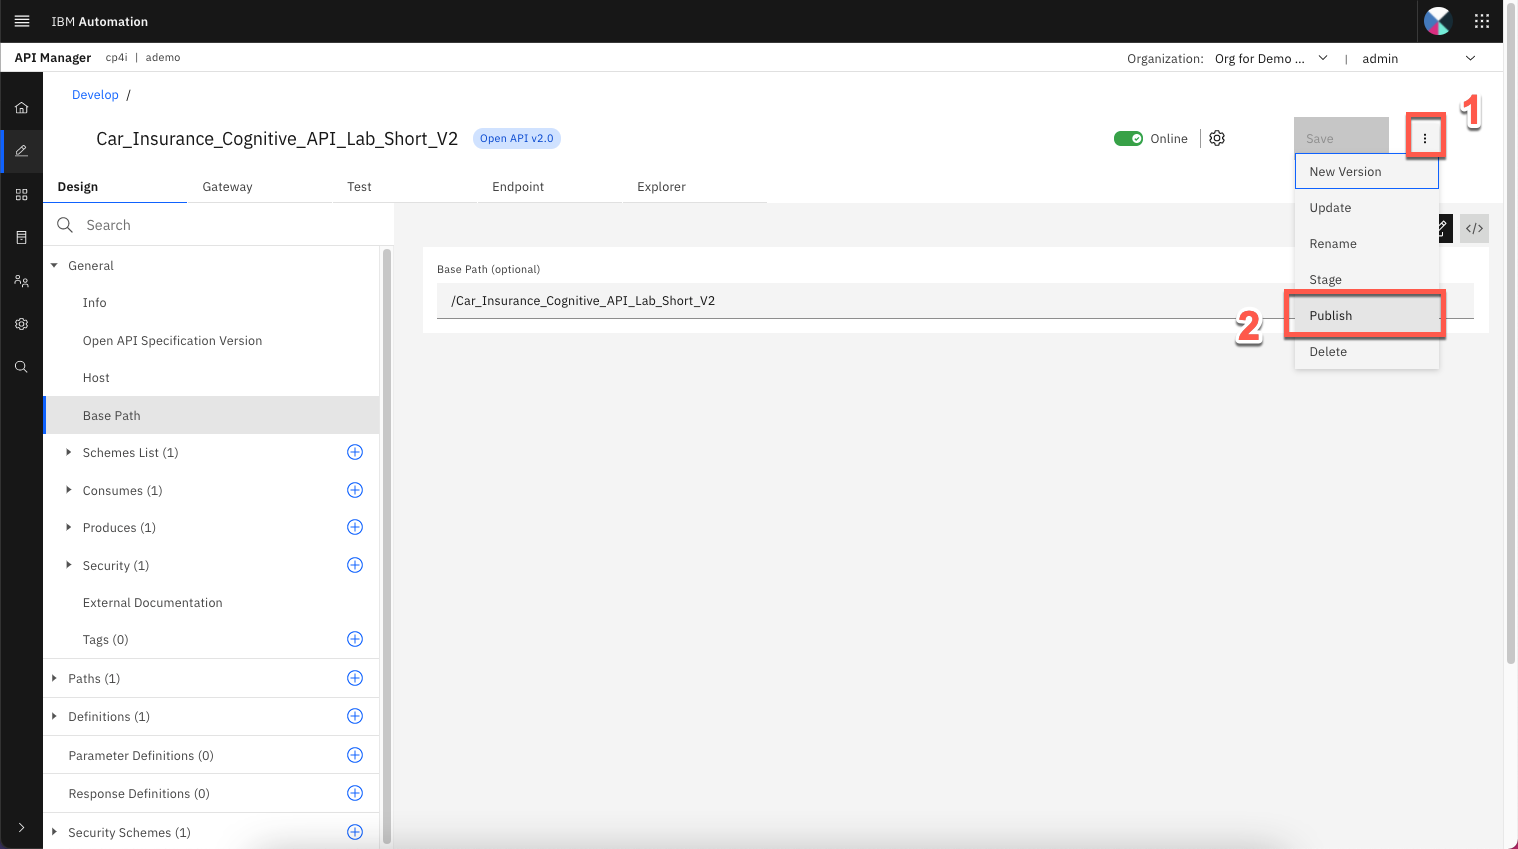 IBM Automation
API Manager cp4i | ademo
Organization: Org for Demo ... | admin
Develop /
Car_Insurance_Cognitive_API_Lab_Short_V2 Open API v2.0
Online
Save
1
Design Gateway Test Endpoint Explorer
New Version
Update
Rename
Stage
Publish
Delete
2
</>
Search
General
Info
Open API Specification Version
Host
Base Path
Schemes List (1)
Consumes (1)
Produces (1)
Security (1)
External Documentation
Tags (0)
Paths (1)
Definitions (1)
Parameter Definitions (0)
Response Definitions (0)
Security Schemes (1)
Base Path (optional)
/Car_Insurance_Cognitive_API_Lab_Short_V2